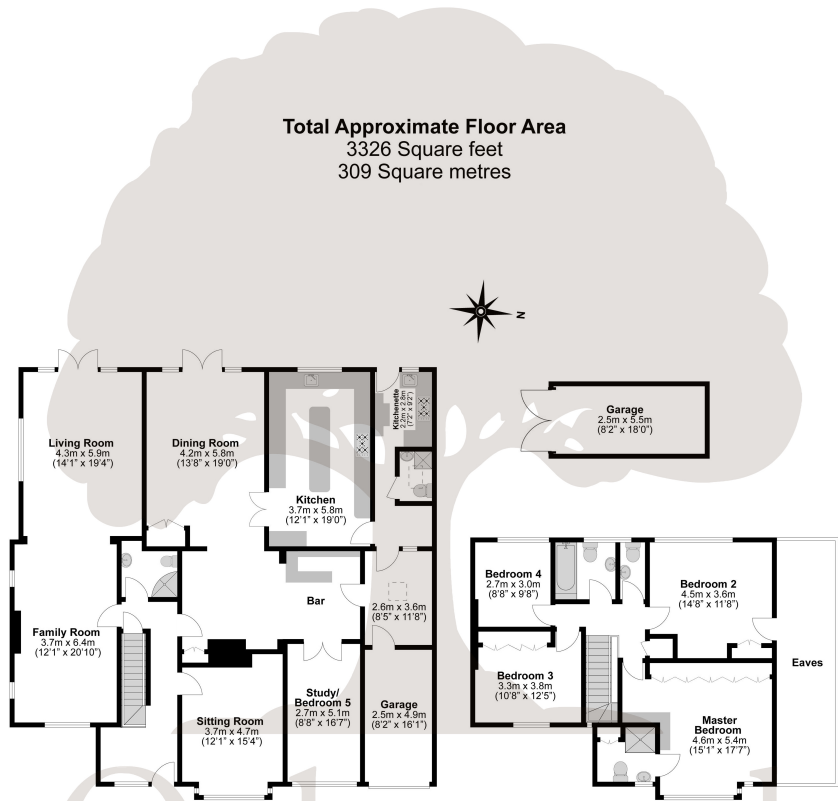 Total Approximate Floor Area
3326 Square feet
309 Square metres
N
Living Room
4.3m x 5.9m
(14'1" x 19'4")
Dining Room
4.2m x 5.8m
(13'8" x 19'0")
Kitchen
3.7m x 5.8m
(12'1" x 19'0")
Kitchenette
2.2m x 2.8m
(7'2" x 9'2")
Garage
2.5m x 5.5m
(8'2" x 18'0")
Family Room
3.7m x 6.4m
(12'1" x 20'10")
Bar
2.6m x 3.6m
(8'5" x 11'8")
Sitting Room
3.7m x 4.7m
(12'1" x 15'4")
Study/
Bedroom 5
2.7m x 5.1m
(8'8" x 16'7")
Garage
2.5m x 4.9m
(8'2" x 16'1")
Bedroom 4
2.7m x 3.0m
(8'8" x 9'8")
Bedroom 2
4.5m x 3.6m
(14'8" x 11'8")
Bedroom 3
3.3m x 3.8m
(10'8" x 12'5")
Eaves
Master
Bedroom
4.6m x 5.4m
(15'1" x 17'7")